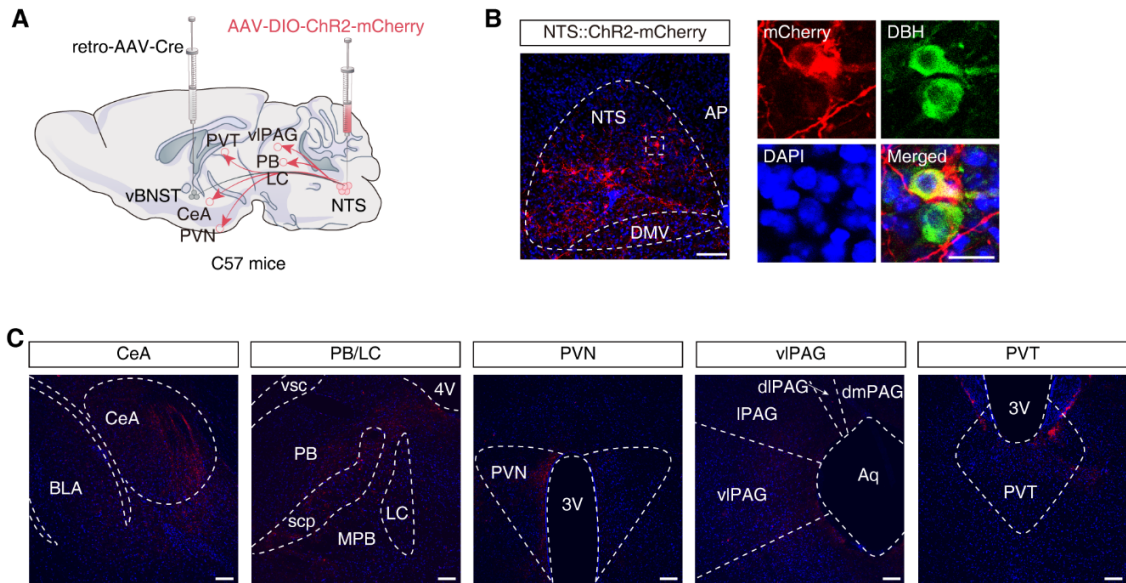 A
retro-AAV-Cre
AAV-DIO-ChR2-mCherry
PVT
vlPAG
PB
LC
vBNST
CeA
PVN
NTS
C57 mice
B
NTS::ChR2-mCherry
NTS
AP
DMV
mCherry
DBH
DAPI
Merged
C
CeA
CeA
BLA
PB/LC
vsc
4V
PB
LC
scp
MPB
PVN
PVN
3V
vlPAG
dlPAG
dmPAG
lPAG
vlPAG
Aq
PVT
3V
PVT